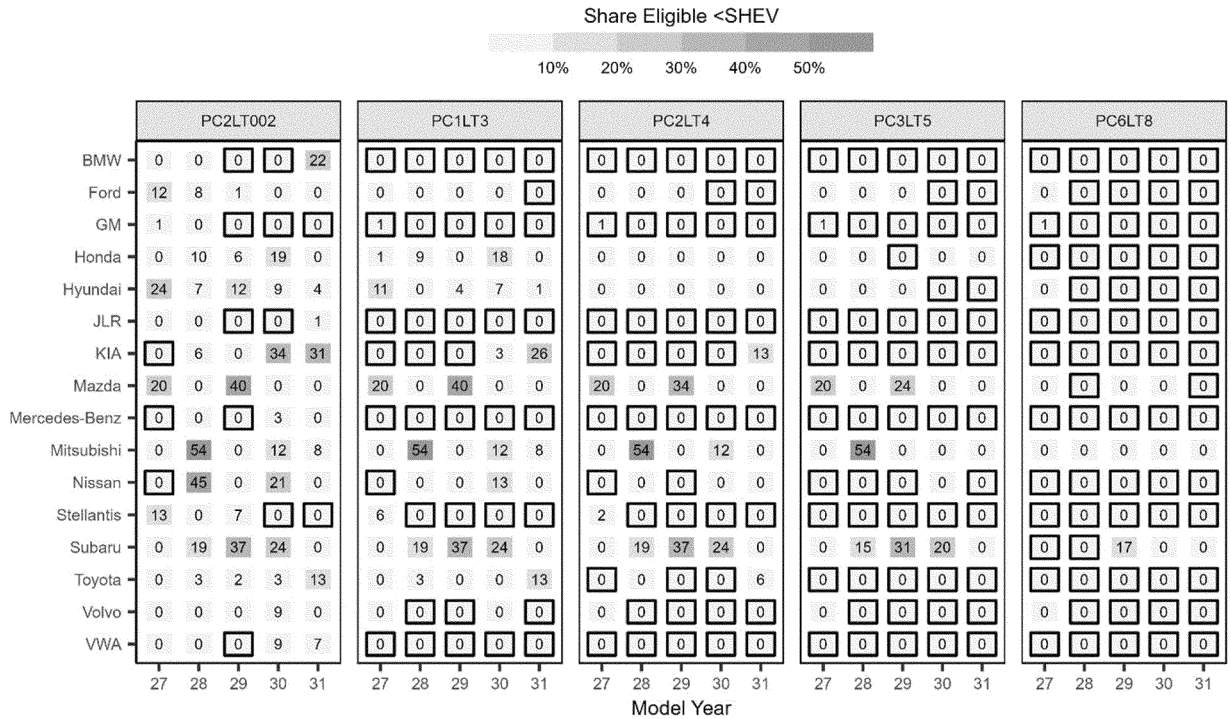 Share Eligible <SHEV
10% 20% 30% 40% 50%
PC2LT002 PC1LT3 PC2LT4 PC3LT5 PC6LT8
BMW 0 0 0 0 22 0 0 0 0 0 0 0 0 0 0 0 0 0 0 0 0 0 0 0 0
Ford 12 8 1 0 0 0 0 0 0 0 0 0 0 0 0 0 0 0 0 0 0 0 0 0 0
GM 1 0 0 0 0 1 0 0 0 0 1 0 0 0 0 1 0 0 0 0 1 0 0 0 0
Honda 0 10 6 19 0 1 9 0 18 0 0 0 0 0 0 0 0 0 0 0 0 0 0 0 0
Hyundai 24 7 12 9 4 11 0 4 7 1 0 0 0 0 0 0 0 0 0 0 0 0 0 0 0
JLR 0 0 0 0 1 0 0 0 0 0 0 0 0 0 0 0 0 0 0 0 0 0 0 0 0
KIA 0 6 0 34 31 0 0 0 3 26 0 0 0 0 13 0 0 0 0 0 0 0 0 0 0
Mazda 20 0 40 0 0 20 0 40 0 0 20 0 34 0 0 20 0 24 0 0 0 0 0 0 0
Mercedes-Benz 0 0 0 3 0 0 0 0 0 0 0 0 0 0 0 0 0 0 0 0 0 0 0 0 0
Mitsubishi 0 54 0 12 8 0 54 0 12 8 0 54 0 12 0 0 54 0 0 0 0 0 0 0 0
Nissan 0 45 0 21 0 0 0 0 13 0 0 0 0 0 0 0 0 0 0 0 0 0 0 0 0
Stellantis 13 0 7 0 0 6 0 0 0 0 2 0 0 0 0 0 0 0 0 0 0 0 0 0 0
Subaru 0 19 37 24 0 0 19 37 24 0 0 19 37 24 0 0 15 31 20 0 0 0 17 0 0
Toyota 0 3 2 3 13 0 3 0 0 13 0 0 0 0 6 0 0 0 0 0 0 0 0 0 0
Volvo 0 0 0 9 0 0 0 0 0 0 0 0 0 0 0 0 0 0 0 0 0 0 0 0 0
VWA 0 0 0 9 7 0 0 0 0 0 0 0 0 0 0 0 0 0 0 0 0 0 0 0 0
27 28 29 30 31 27 28 29 30 31 27 28 29 30 31 27 28 29 30 31 27 28 29 30 31
Model Year